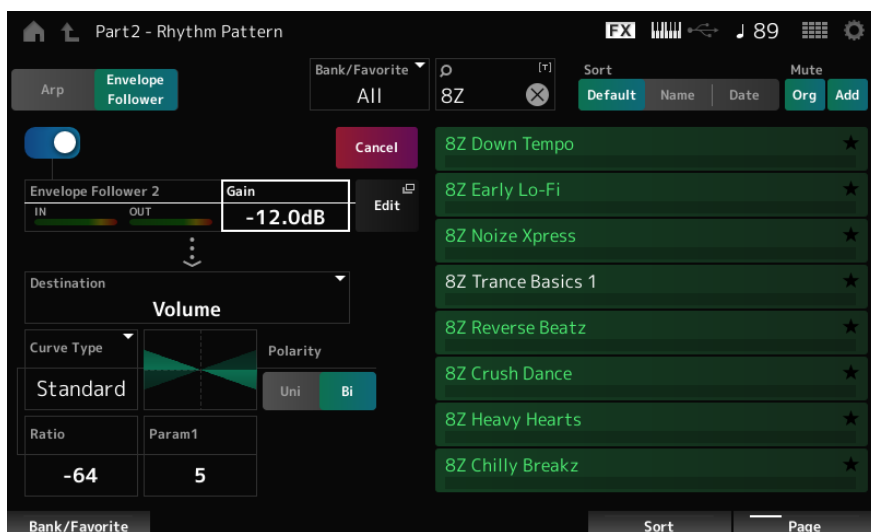 Part2 - Rhythm Pattern
FX
♩ 89
Arp
Envelope
Follower
Bank/Favorite
All
[T]
8Z
Sort
Default
Name
Date
Mute
Org
Add
Cancel
Envelope Follower 2
IN
OUT
Gain
-12.0dB
Edit
Destination
Volume
Curve Type
Standard
Polarity
Uni
Bi
Ratio
-64
Param1
5
8Z Down Tempo
8Z Early Lo-Fi
8Z Noize Xpress
8Z Trance Basics 1
8Z Reverse Beatz
8Z Crush Dance
8Z Heavy Hearts
8Z Chilly Breakz
Bank/Favorite
Sort
Page